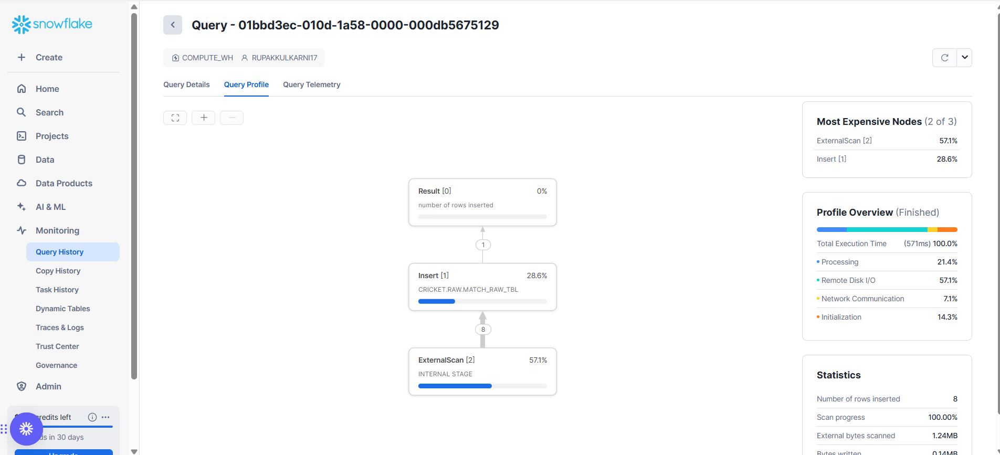 snowflake
Create
Home
Search
Projects
Data
Data Products
AI & ML
Monitoring
Query History
Copy History
Task History
Dynamic Tables
Traces & Logs
Trust Center
Governance
Admin
credits left
in 30 days
Upgrade
Query - 01bbd3ec-010d-1a58-0000-000db5675129
COMPUTE_WH RUPAKKULKARNI17
Query Details Query Profile Query Telemetry
Result [0] 0%
number of rows inserted
1
Insert [1] 28.6%
CRICKET.RAW.MATCH_RAW_TBL
8
ExternalScan [2] 57.1%
INTERNAL STAGE
Most Expensive Nodes (2 of 3)
ExternalScan [2] 57.1%
Insert [1] 28.6%
Profile Overview (Finished)
Total Execution Time (571ms) 100.0%
Processing 21.4%
Remote Disk I/O 57.1%
Network Communication 7.1%
Initialization 14.3%
Statistics
Number of rows inserted 8
Scan progress 100.00%
External bytes scanned 1.24MB
Bytes written 0.14MB